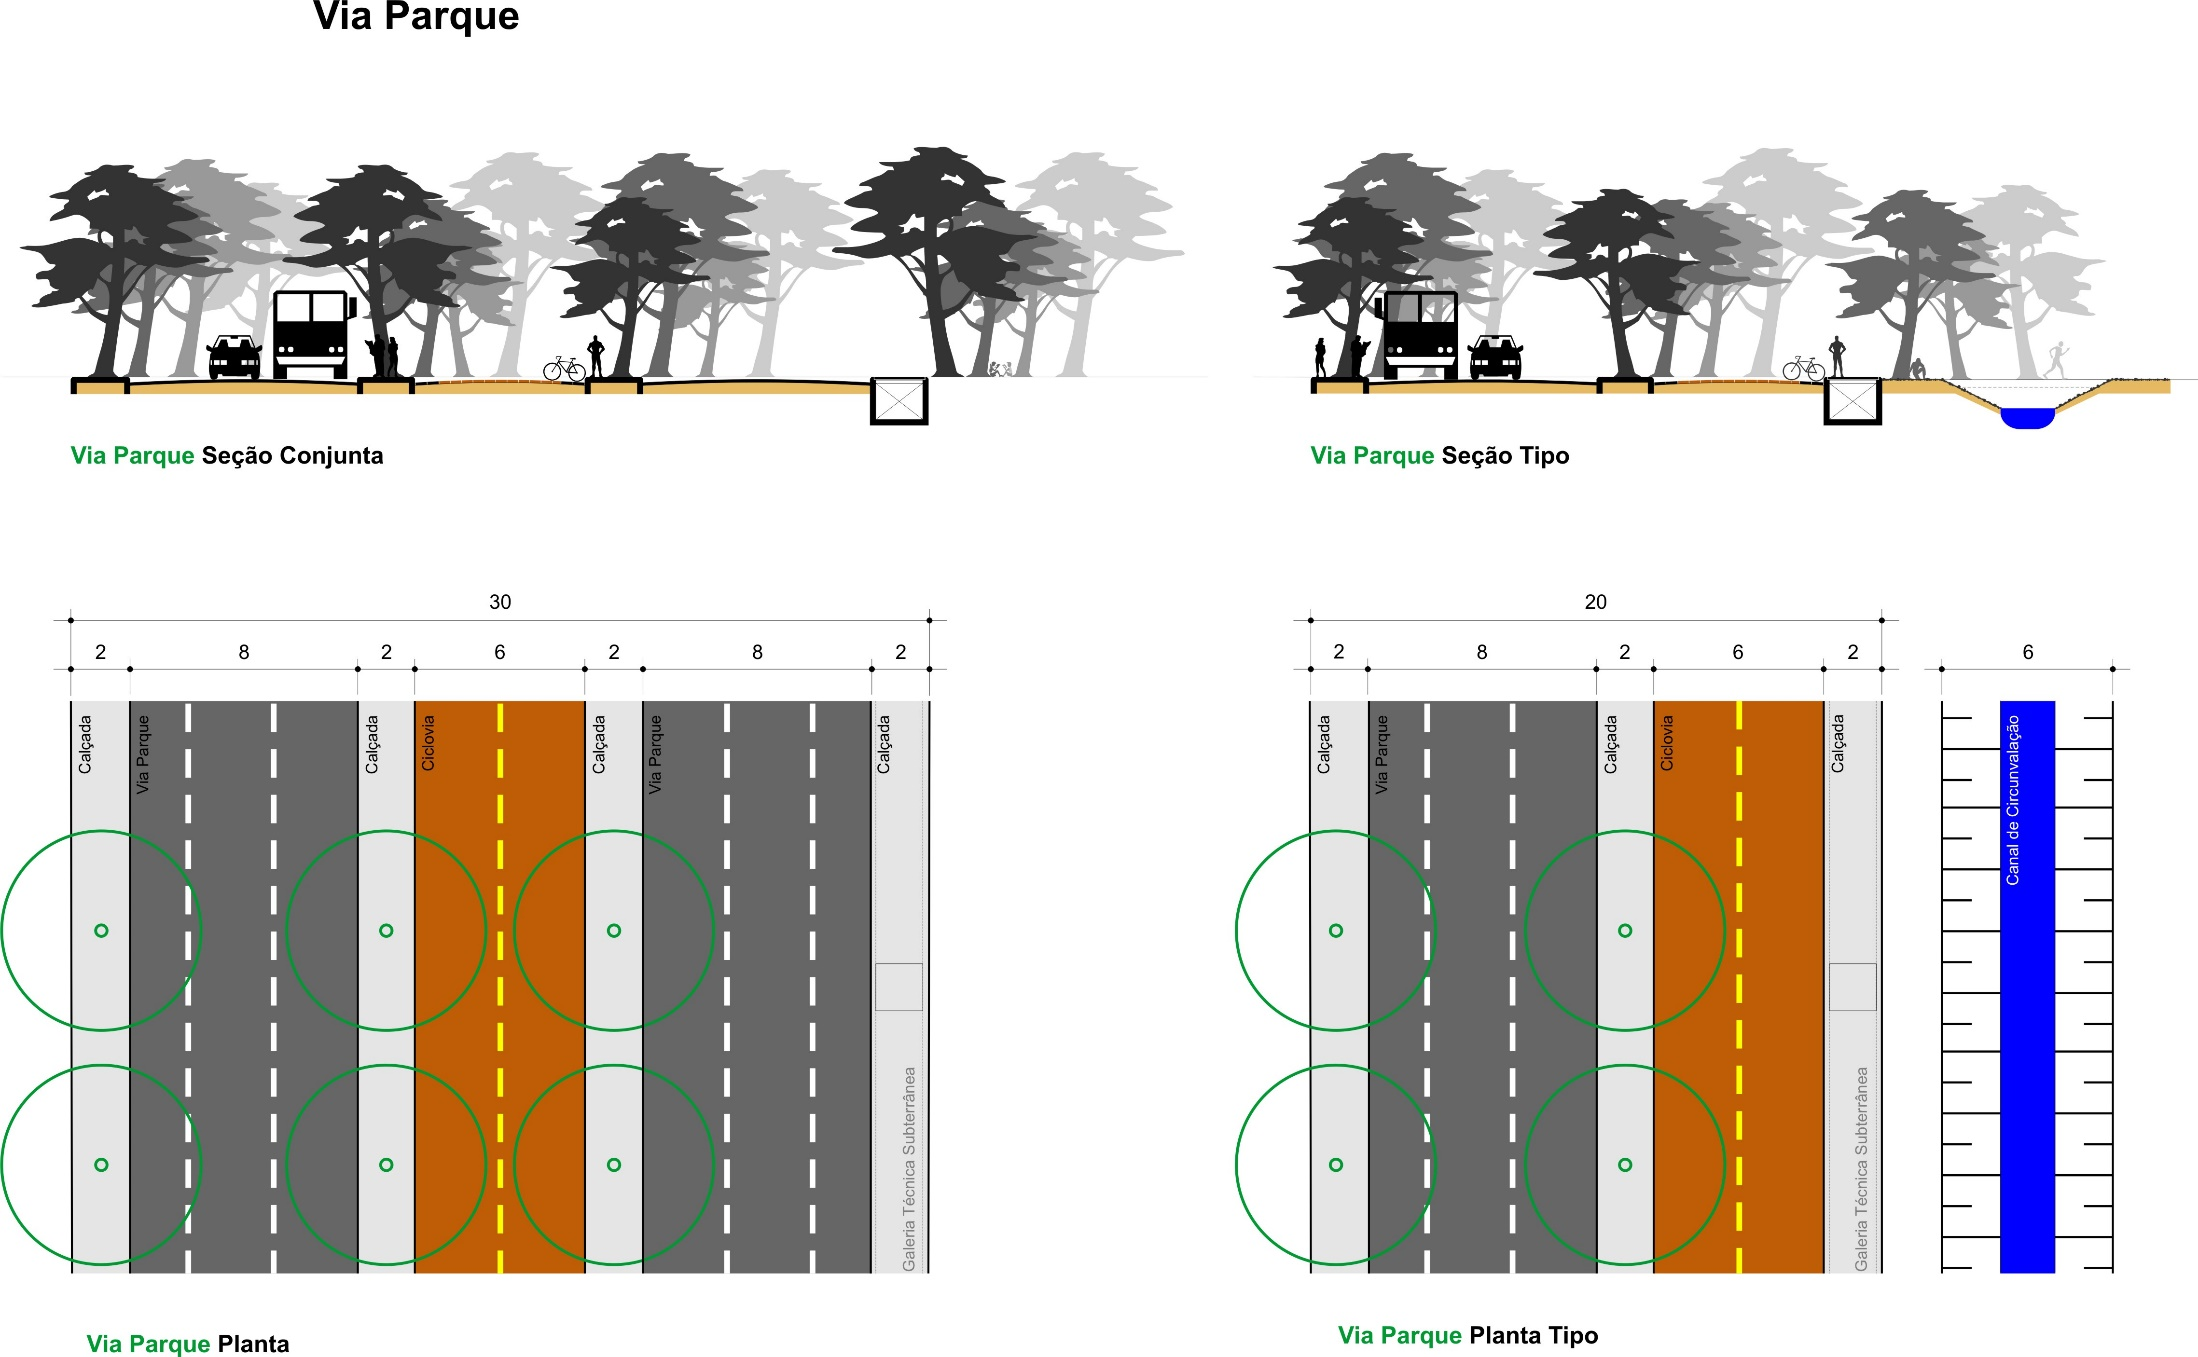 Via Parque
Via Parque Seção Conjunta
Via Parque Seção Tipo
30
2 8 2 6 2 8 2
Calçada
Via Parque
Calçada
Ciclovia
Calçada
Via Parque
Calçada
Galeria Técnica Subterrânea
Via Parque Planta
20
2 8 2 6 2
6
Calçada
Via Parque
Calçada
Ciclovia
Calçada
Galeria Técnica Subterrânea
Canal de Circunvalação
Via Parque Planta Tipo